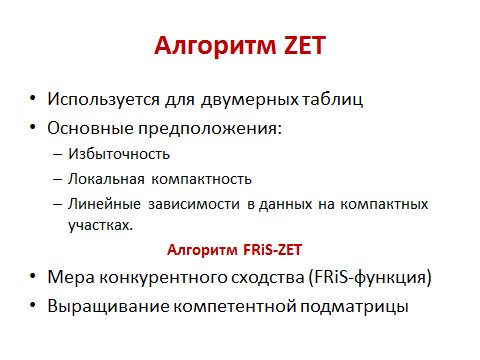 Алгоритм ZET
• Используется для двумерных таблиц
• Основные предположения:
– Избыточность
– Локальная компактность
– Линейные зависимости в данных на компактных
участках.
Алгоритм FRiS-ZET
• Мера конкурентного сходства (FRiS-функция)
• Выращивание компетентной подматрицы